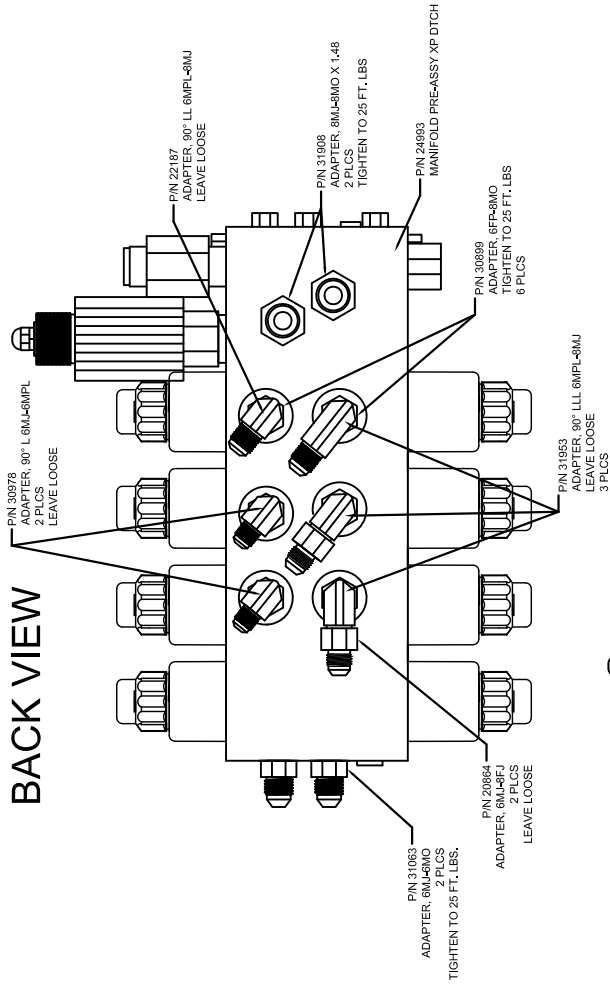 BACK VIEW
P/N 30978
ADAPTER, 90° L 6MJ-6MPL
2 PLCS
LEAVE LOOSE
P/N 22187
ADAPTER, 90° LL 6MPL-8MJ
LEAVE LOOSE
P/N 31908
ADAPTER, 8MJ-8MO X 1.48
2 PLCS
TIGHTEN TO 25 FT. LBS
P/N 24993
MANIFOLD PRE-ASSY XP DTCH
P/N 30899
ADAPTER, 6FP-8MO
TIGHTEN TO 25 FT. LBS
6 PLCS
P/N 31953
ADAPTER, 90° LLL 6MPL-8MJ
LEAVE LOOSE
3 PLCS
P/N 20864
ADAPTER, 6MJ-8FJ
2 PLCS
LEAVE LOOSE
P/N 31063
ADAPTER, 6MJ-6MO
2 PLCS
TIGHTEN TO 25 FT. LBS.